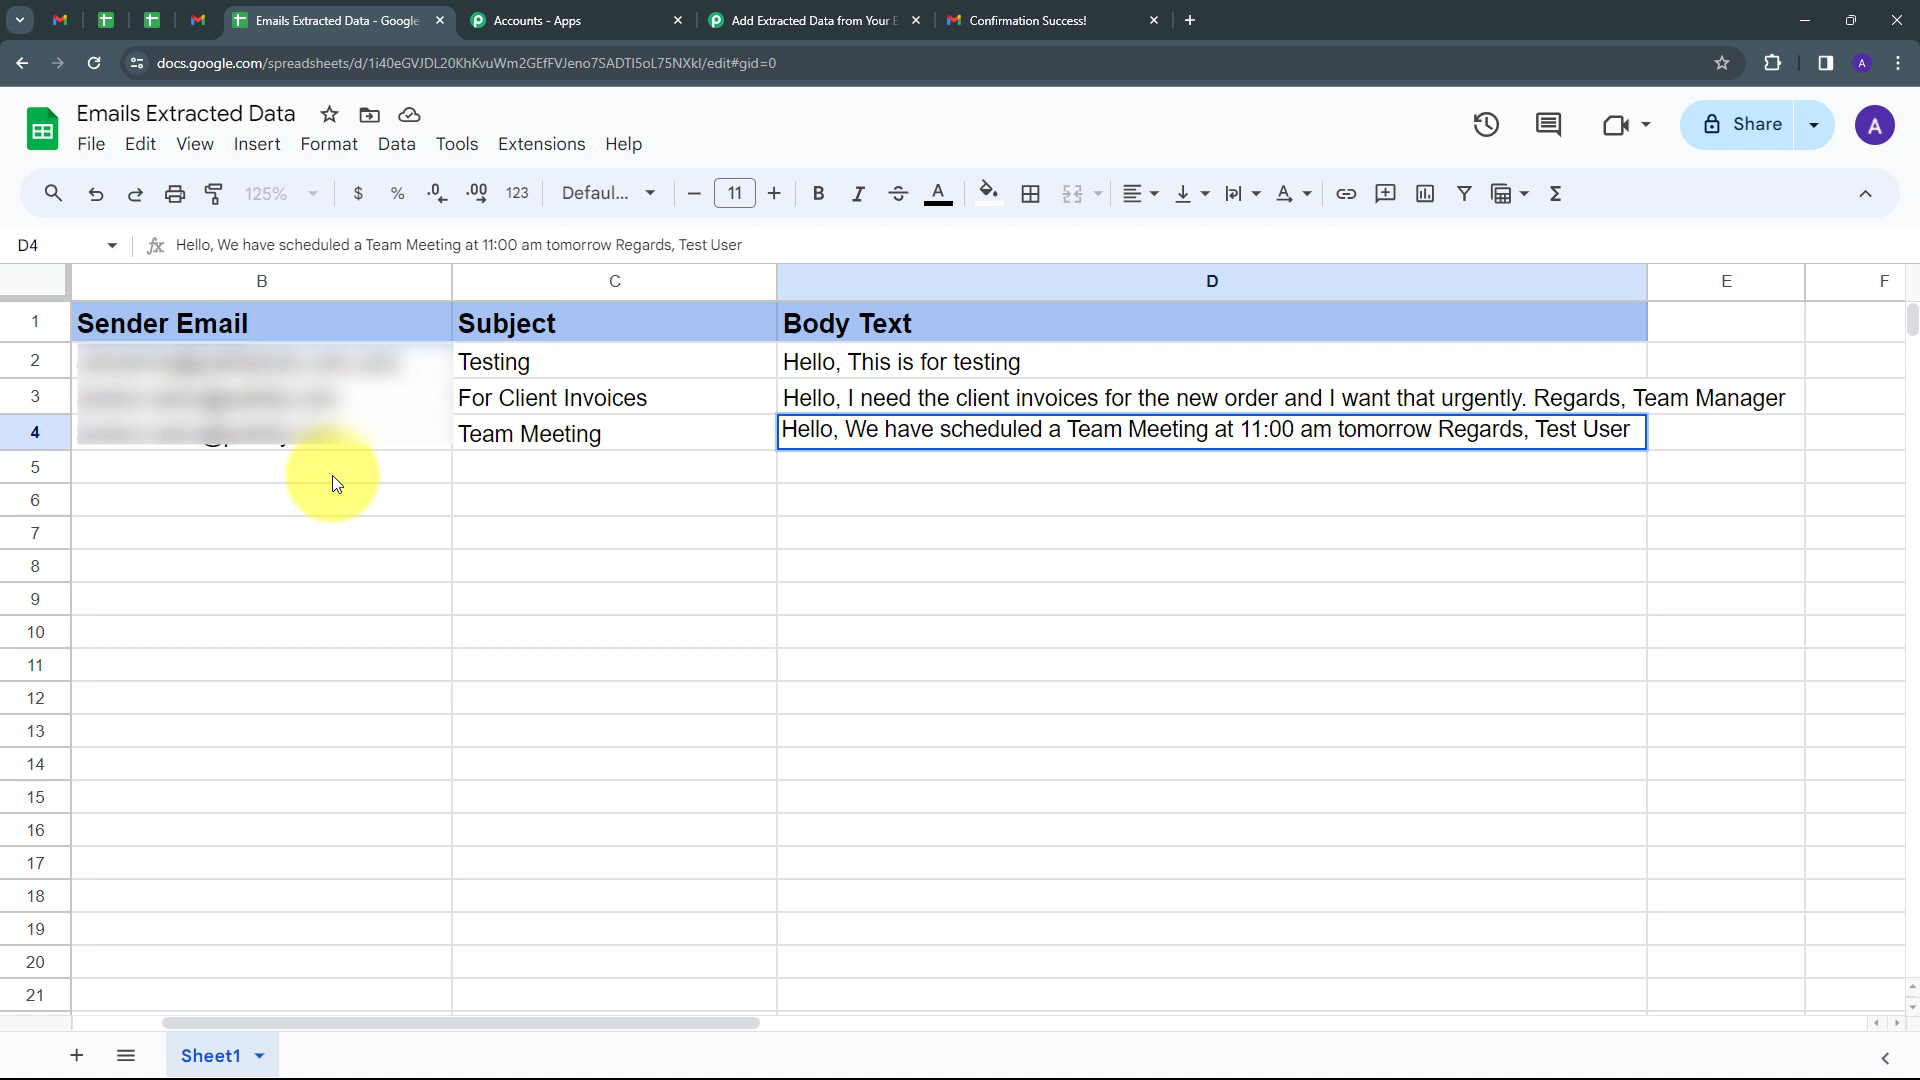 Emails Extracted Data - Google
Accounts - Apps
Add Extracted Data from Your E
Confirmation Success!
docs.google.com/spreadsheets/d/1i40eGVJDL20KhKvuWm2GEfFVJeno7SADTI5oL75NXkI/edit#gid=0
A
Emails Extracted Data
File Edit View Insert Format Data Tools Extensions Help
Share
A
125% $ % .0 .00 123 Defaul... 11 B I S A
D4
fx Hello, We have scheduled a Team Meeting at 11:00 am tomorrow Regards, Test User
B C D E F
1 Sender Email Subject Body Text
2 Testing Hello, This is for testing
3 For Client Invoices Hello, I need the client invoices for the new order and I want that urgently. Regards, Team Manager
4 Team Meeting Hello, We have scheduled a Team Meeting at 11:00 am tomorrow Regards, Test User
5
6
7
8
9
10
11
12
13
14
15
16
17
18
19
20
21
Sheet1